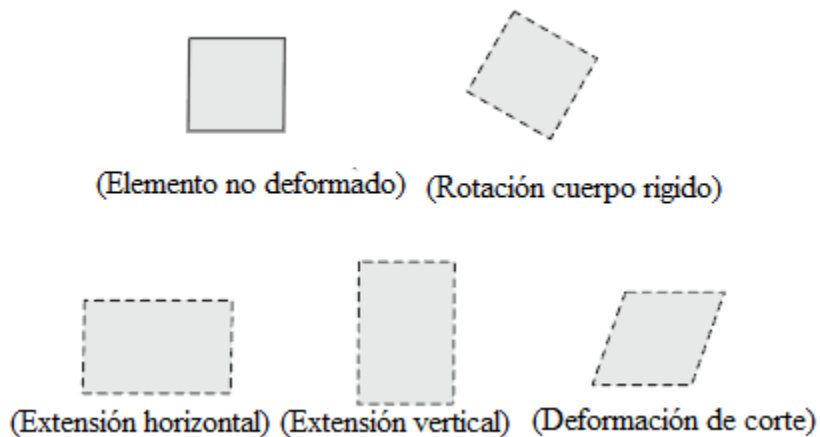 (Elemento no deformado) (Rotación cuerpo rigido)
(Extensión horizontal) (Extensión vertical) (Deformación de corte)